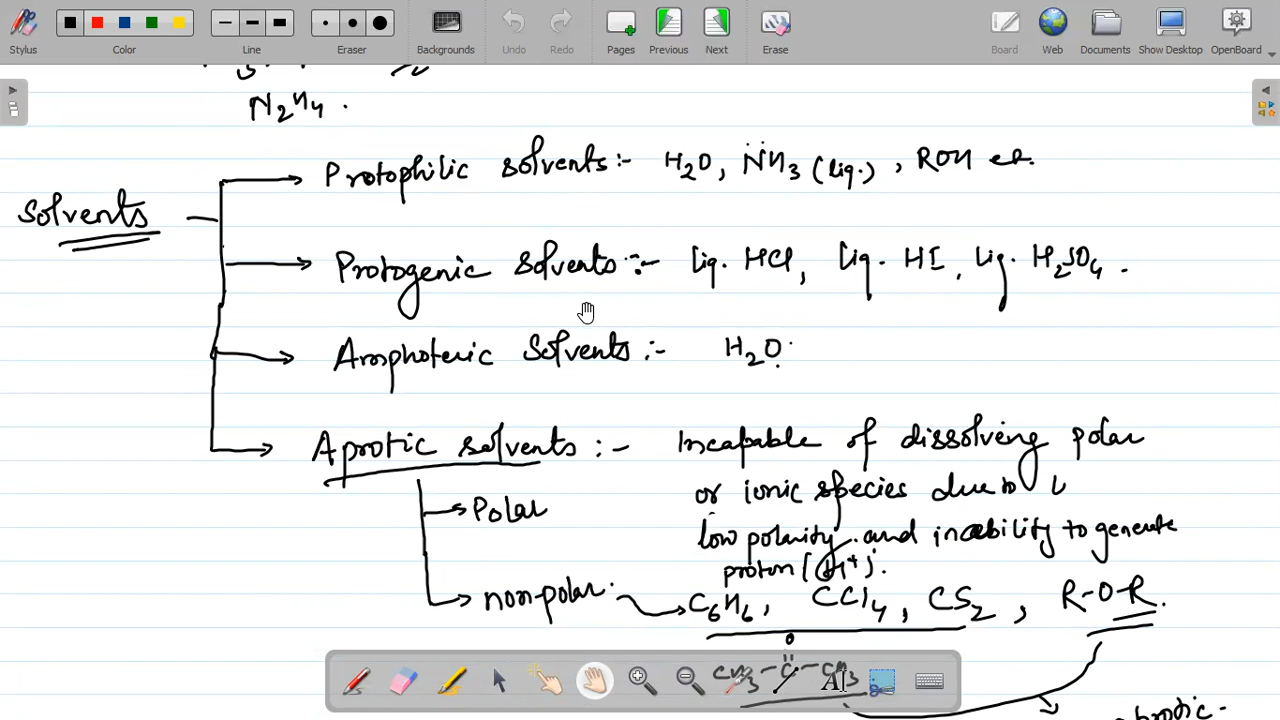 Stylus Color Line Eraser Backgrounds Undo Redo Pages Previous Next Erase Board Web Documents Show Desktop OpenBoard
N2H4 .
Protophilic solvents :- H2O, NH3 (liq.) , ROH
Solvents
Protogenic Solvents :- liq. HCl, liq. HI, liq. H2SO4 .
Amphoteric Solvents :- H2O.
Aprotic solvents :- Incapable of dissolving polar
or ionic species due to
Polar
low polarity and inability to generate
proton (H+).
non-polar C6H6, CCl4, CS2, R-O-R.
CH3-C-CH3